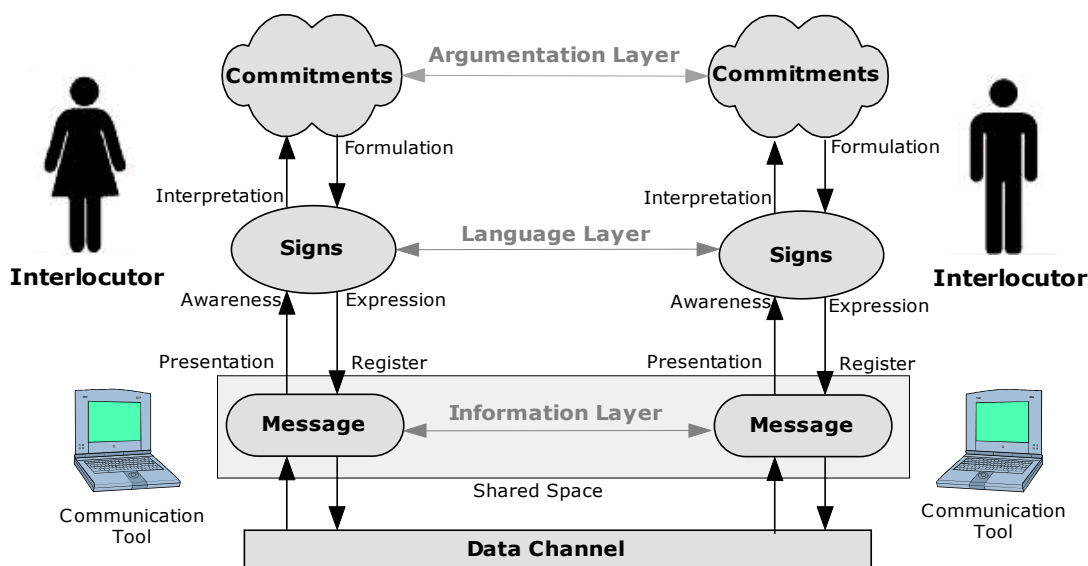 Commitments
Argumentation Layer
Commitments
Formulation
Formulation
Interpretation
Interpretation
Signs
Language Layer
Signs
Interlocutor
Interlocutor
Awareness
Expression
Awareness
Expression
Presentation
Register
Presentation
Register
Message
Information Layer
Message
Shared Space
Communication
Tool
Communication
Tool
Data Channel